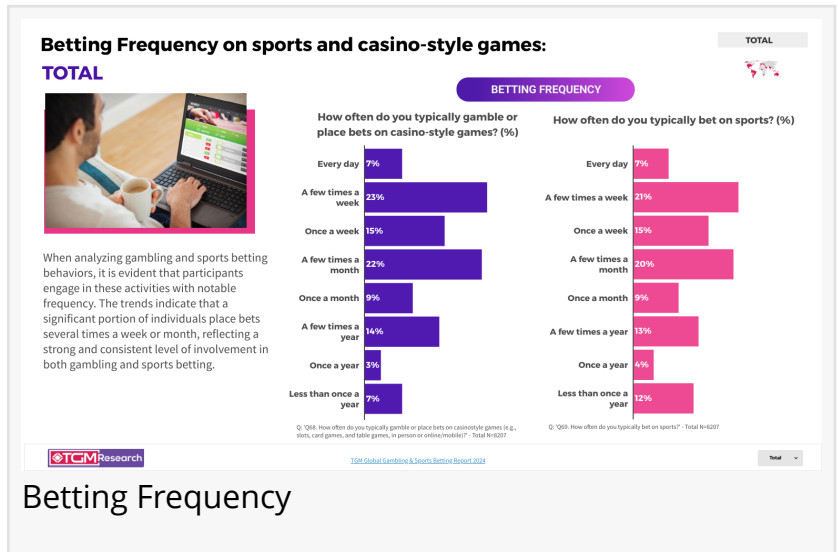 Betting Frequency on sports and casino-style games:
TOTAL
TOTAL
BETTING FREQUENCY
When analyzing gambling and sports betting
behaviors, it is evident that participants
engage in these activities with notable
frequency. The trends indicate that a
significant portion of individuals place bets
several times a week or month, reflecting a
strong and consistent level of involvement in
both gambling and sports betting.
How often do you typically gamble or
place bets on casino-style games? (%)
Every day 7%
A few times a
week 23%
Once a week 15%
A few times a
month 22%
Once a month 9%
A few times a
year 14%
Once a year 3%
Less than once a
year 7%
Q: 'Q68. How often do you typically gamble or place bets on casinostyle games (e.g.,
slots, card games, and table games, in person or online/mobile)?' - Total N=8207
How often do you typically bet on sports? (%)
Every day 7%
A few times a week 21%
Once a week 15%
A few times a
month 20%
Once a month 9%
A few times a year 13%
Once a year 4%
Less than once a
year 12%
Q: 'Q69. How often do you typically bet on sports?' - Total N=8207
TGM Research
TGM Global Gambling & Sports Betting Report 2024
Total
Betting Frequency